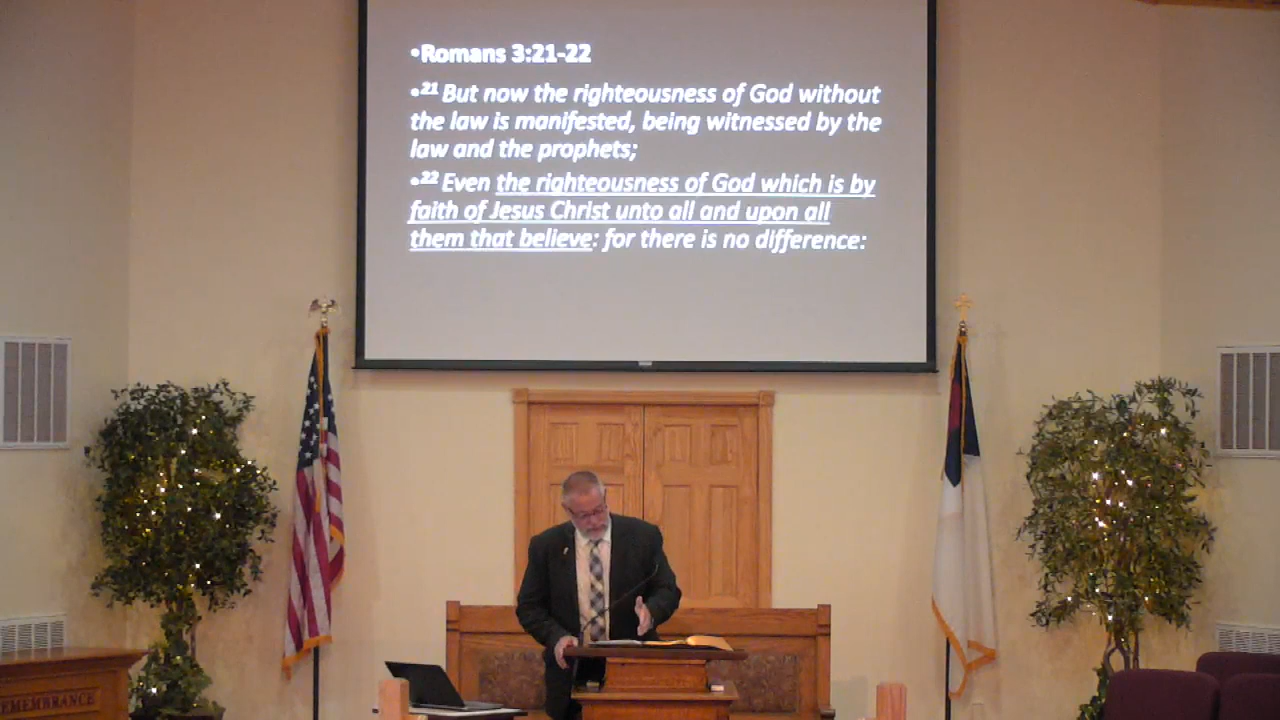 •Romans 3:21-22
•21 But now the righteousness of God without
the law is manifested, being witnessed by the
law and the prophets;
•22 Even the righteousness of God which is by
faith of Jesus Christ unto all and upon all
them that believe: for there is no difference:
EMEMBRANCE